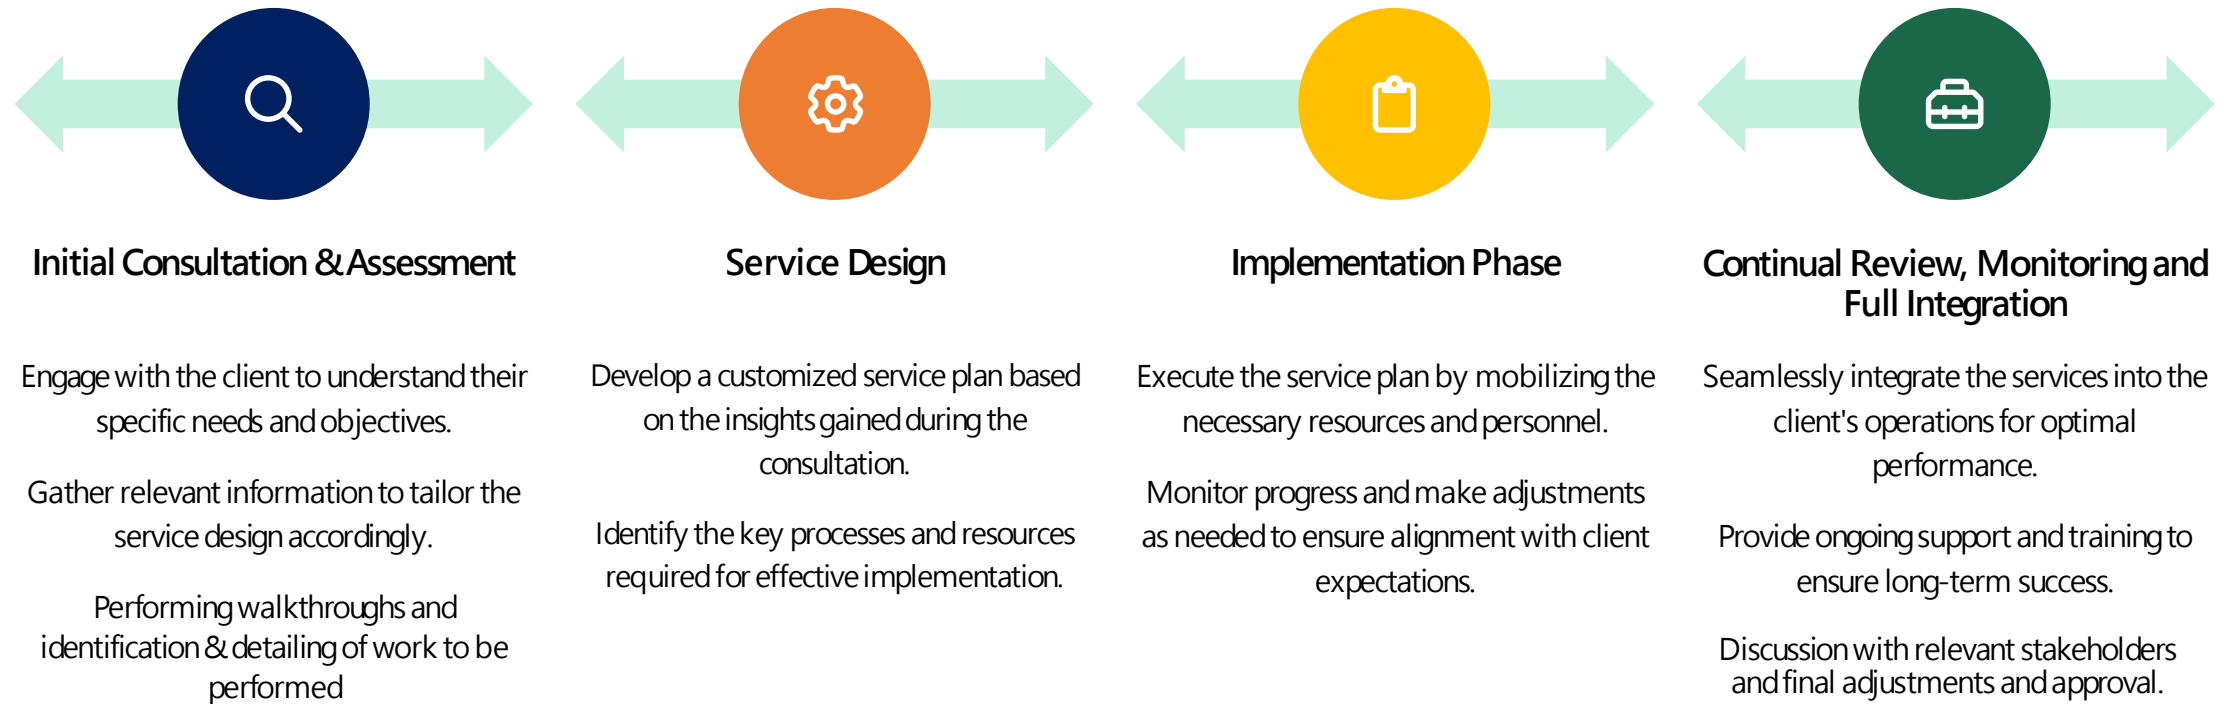 Initial Consultation & Assessment
Engage with the client to understand their
specific needs and objectives.
Gather relevant information to tailor the
service design accordingly.
Performing walkthroughs and
identification & detailing of work to be
performed
Service Design
Develop a customized service plan based
on the insights gained during the
consultation.
Identify the key processes and resources
required for effective implementation.
Implementation Phase
Execute the service plan by mobilizing the
necessary resources and personnel.
Monitor progress and make adjustments
as needed to ensure alignment with client
expectations.
Continual Review, Monitoring and
Full Integration
Seamlessly integrate the services into the
client's operations for optimal
performance.
Provide ongoing support and training to
ensure long-term success.
Discussion with relevant stakeholders
and final adjustments and approval.